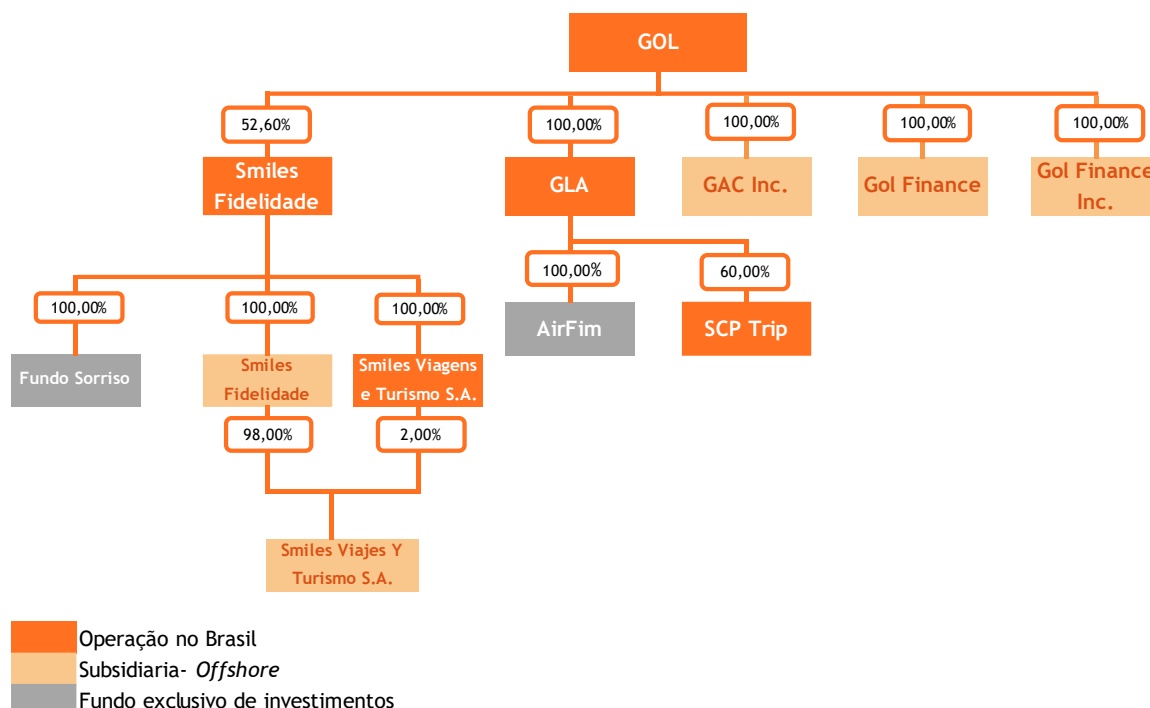 GOL
52,60%
100,00%
100,00%
100,00%
100,00%
Smiles
Fidelidade
GLA
GAC Inc.
Gol Finance
Gol Finance
Inc.
100,00%
100,00%
100,00%
100,00%
60,00%
Fundo Sorriso
Smiles
Fidelidade
Smiles Viagens
e Turismo S.A.
AirFim
SCP Trip
98,00%
2,00%
Smiles Viajes Y
Turismo S.A.
Operação no Brasil
Subsidiaria- Offshore
Fundo exclusivo de investimentos